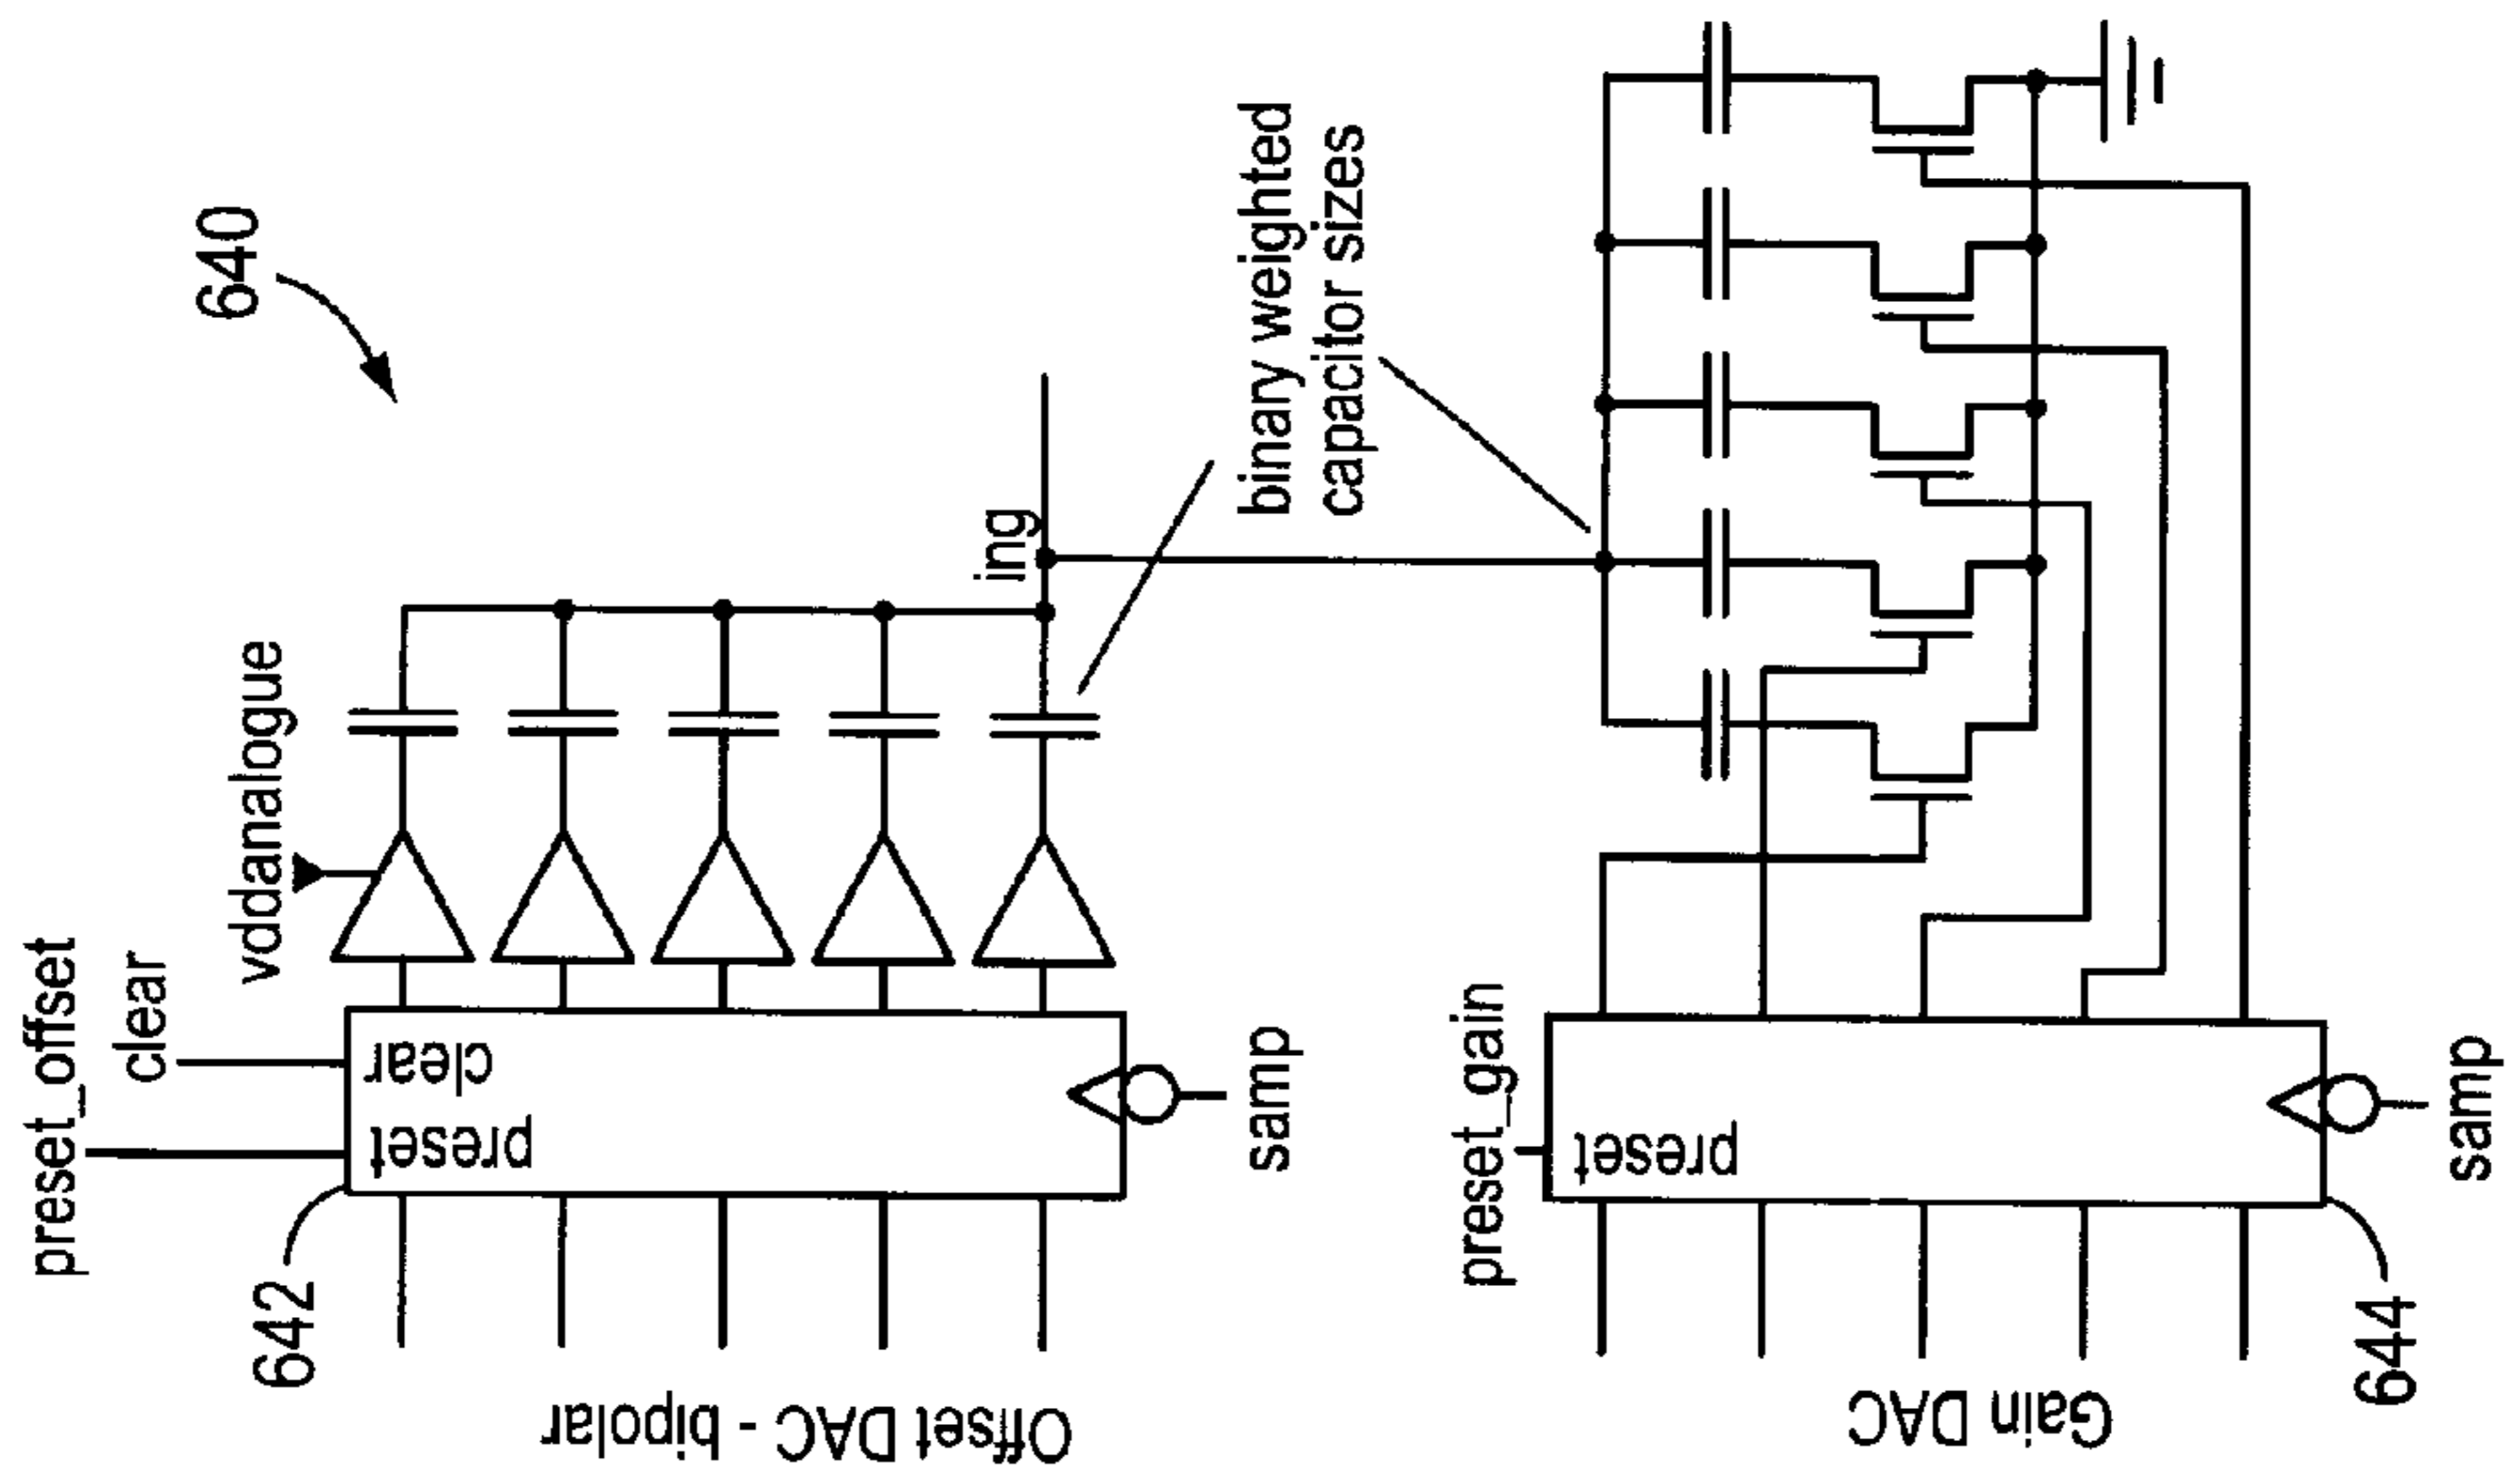 640
preset_offset
clear
vddanalogue
ing
binary weighted
capacitor sizes
clear
preset
642
samp
Offset DAC - bipolar
preset_gain
preset
samp
644
Gain DAC